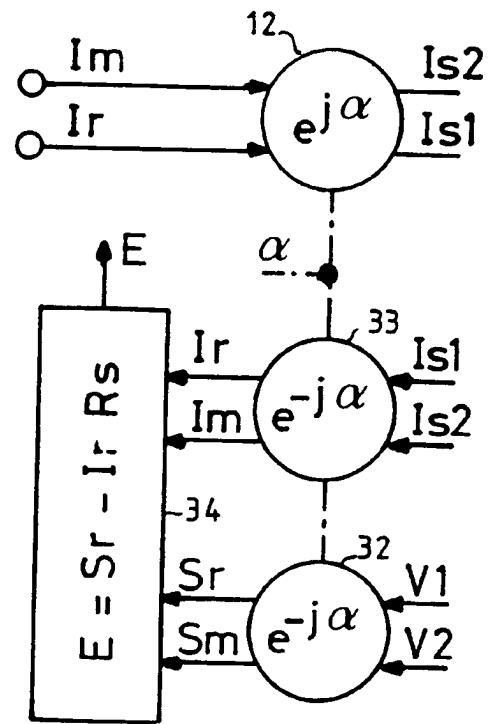 12
Im
Is2
e^jα
Ir
Is1
α
E
33
Ir
Is1
e^-jα
Im
Is2
E = Sr - Ir Rs
34
32
Sr
V1
e^-jα
Sm
V2